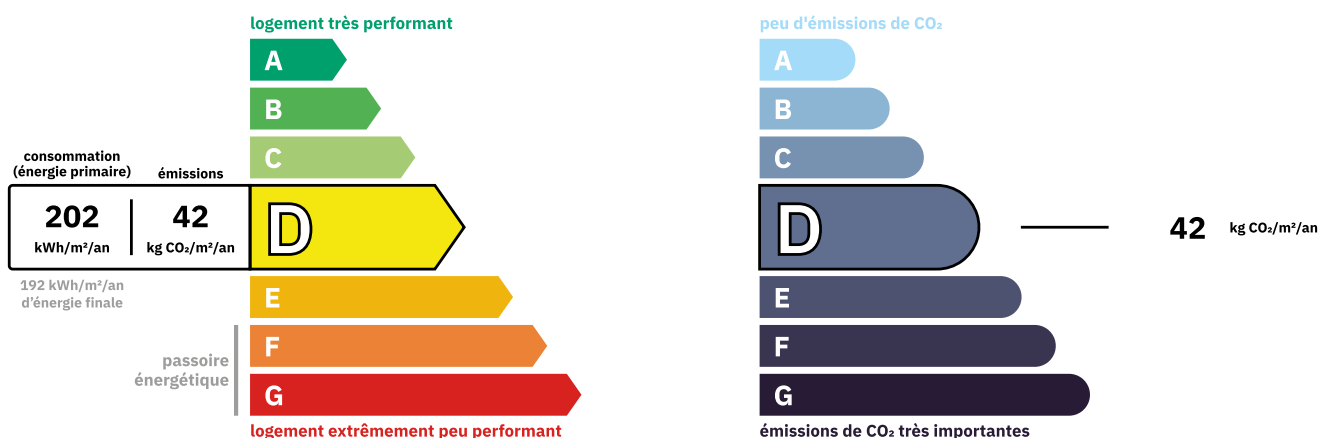 logement très performant
A
B
C
consommation
(énergie primaire)
émissions
202
kWh/m²/an
42
kg CO₂/m²/an
D
192 kWh/m²/an
d'énergie finale
E
F
passoire
énergétique
G
logement extrêmement peu performant
peu d'émissions de CO₂
A
B
C
D
42
kg CO₂/m²/an
E
F
G
émissions de CO₂ très importantes